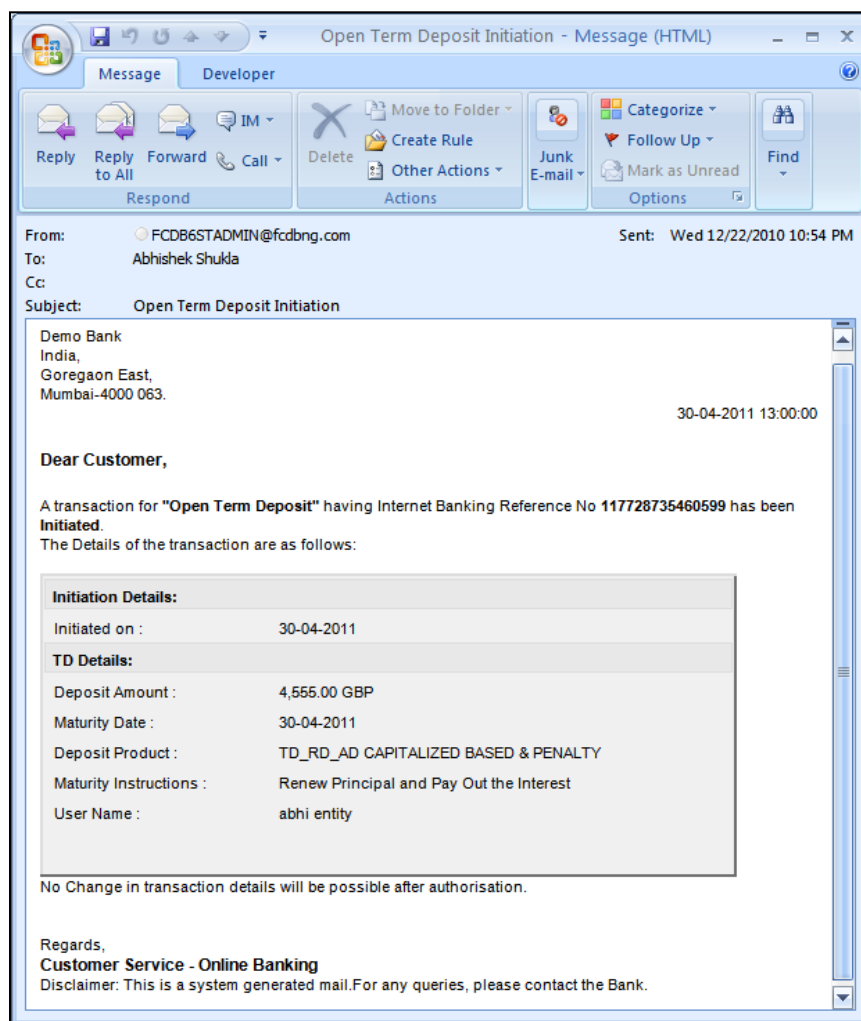 Open Term Deposit Initiation - Message (HTML)
Message Developer
Reply
Reply to All
Forward
IM
Call
Respond
Delete
Move to Folder
Create Rule
Other Actions
Actions
Junk E-mail
Categorize
Follow Up
Mark as Unread
Options
Find
From: FCDB6STADMIN@fcdbng.com Sent: Wed 12/22/2010 10:54 PM
To: Abhishek Shukla
Cc:
Subject: Open Term Deposit Initiation
Demo Bank
India,
Goregaon East,
Mumbai-4000 063.
30-04-2011 13:00:00
Dear Customer,
A transaction for "Open Term Deposit" having Internet Banking Reference No 117728735460599 has been
Initiated.
The Details of the transaction are as follows:
Initiation Details:
Initiated on : 30-04-2011
TD Details:
Deposit Amount : 4,555.00 GBP
Maturity Date : 30-04-2011
Deposit Product : TD_RD_AD CAPITALIZED BASED & PENALTY
Maturity Instructions : Renew Principal and Pay Out the Interest
User Name : abhi entity
No Change in transaction details will be possible after authorisation.
Regards,
Customer Service - Online Banking
Disclaimer: This is a system generated mail.For any queries, please contact the Bank.